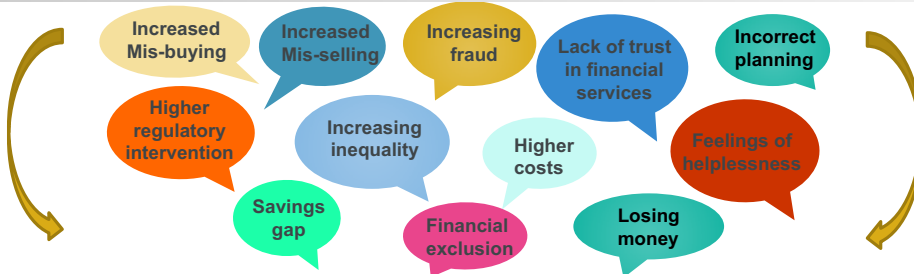 Increased
Mis-buying
Increased
Mis-selling
Increasing
fraud
Lack of trust
in financial
services
Incorrect
planning
Higher
regulatory
intervention
Increasing
inequality
Higher
costs
Feelings of
helplessness
Savings
gap
Financial
exclusion
Losing
money